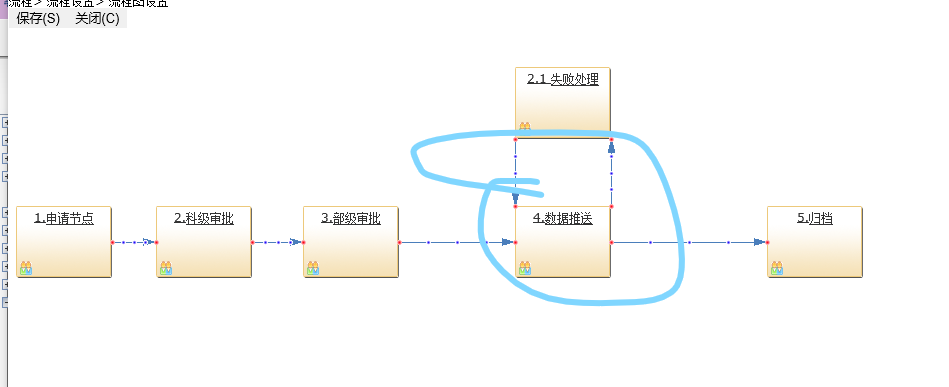 流程 > 流程设置 > 流程图设置
保存(S) 关闭(C)
2.1 失败处理
1.申请节点
2.科级审批
3.部级审批
4.数据推送
5.归档